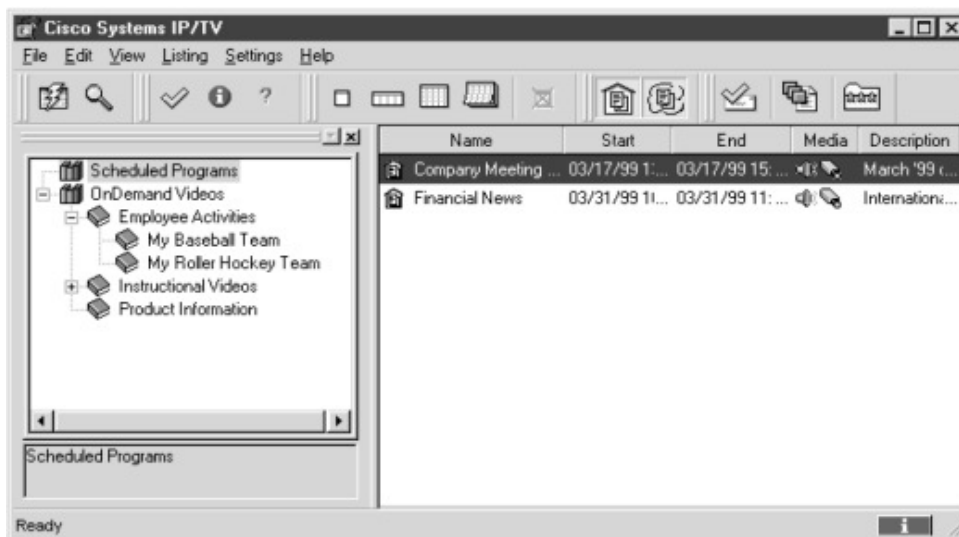 Cisco Systems IP/TV
File Edit View Listing Settings Help
Name Start End Media Description
Scheduled Programs
OnDemand Videos
Employee Activities
My Baseball Team
My Roller Hockey Team
Instructional Videos
Product Information
Company Meeting ... 03/17/99 1:... 03/17/99 15: ... March '99 ...
Financial News 03/31/99 1... 03/31/99 11: ... Internation...
Scheduled Programs
Ready